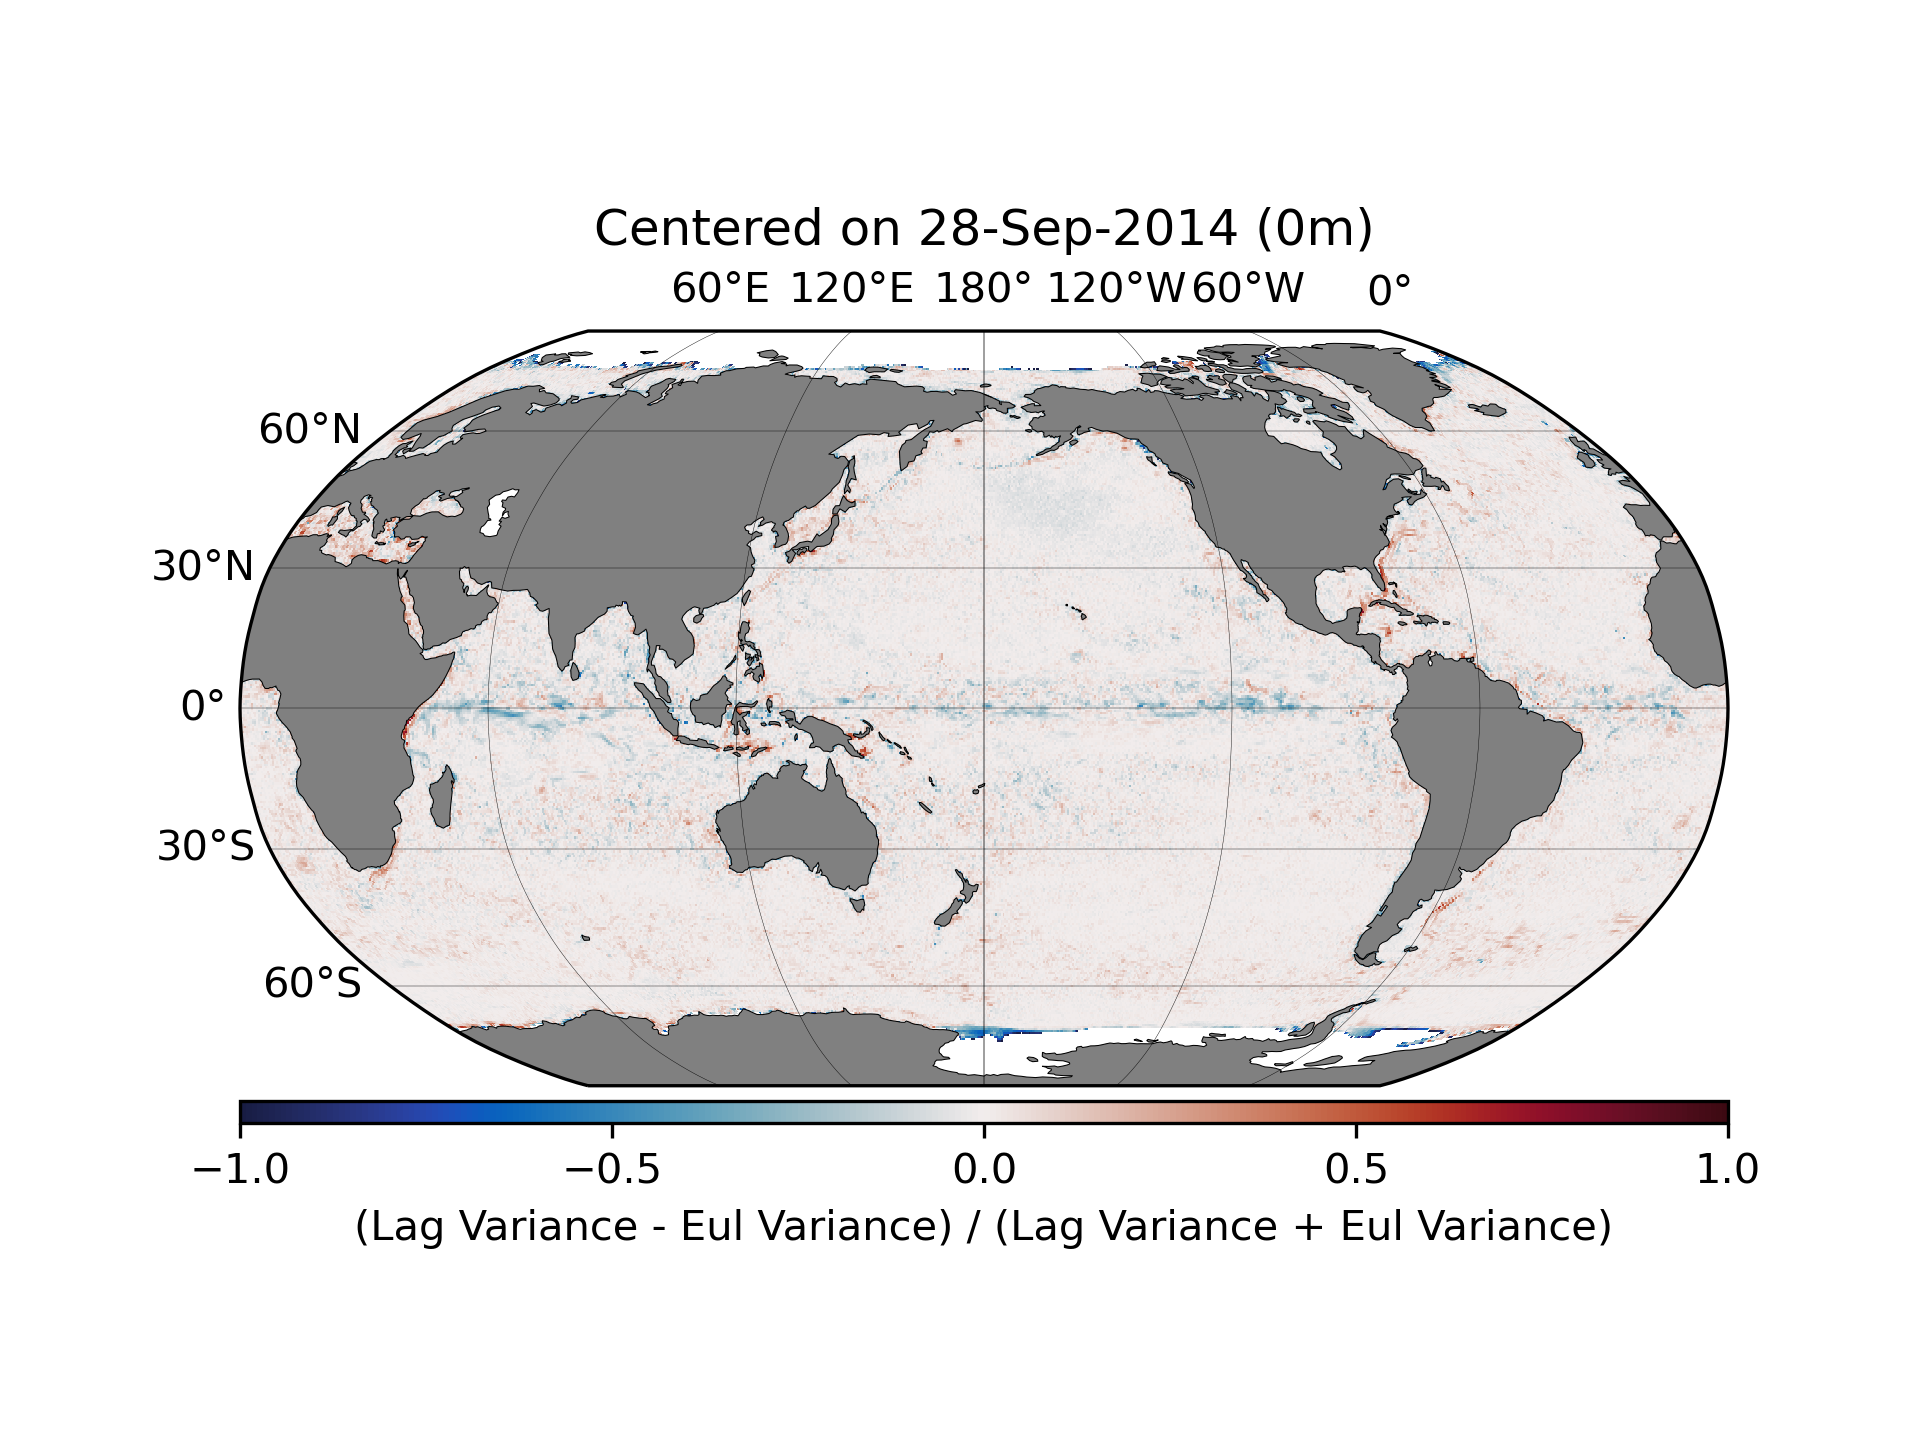 Centered on 28-Sep-2014 (0m)
60°E 120°E 180° 120°W 60°W 0°
60°N
30°N
0°
30°S
60°S
−1.0 −0.5 0.0 0.5 1.0
(Lag Variance - Eul Variance) / (Lag Variance + Eul Variance)